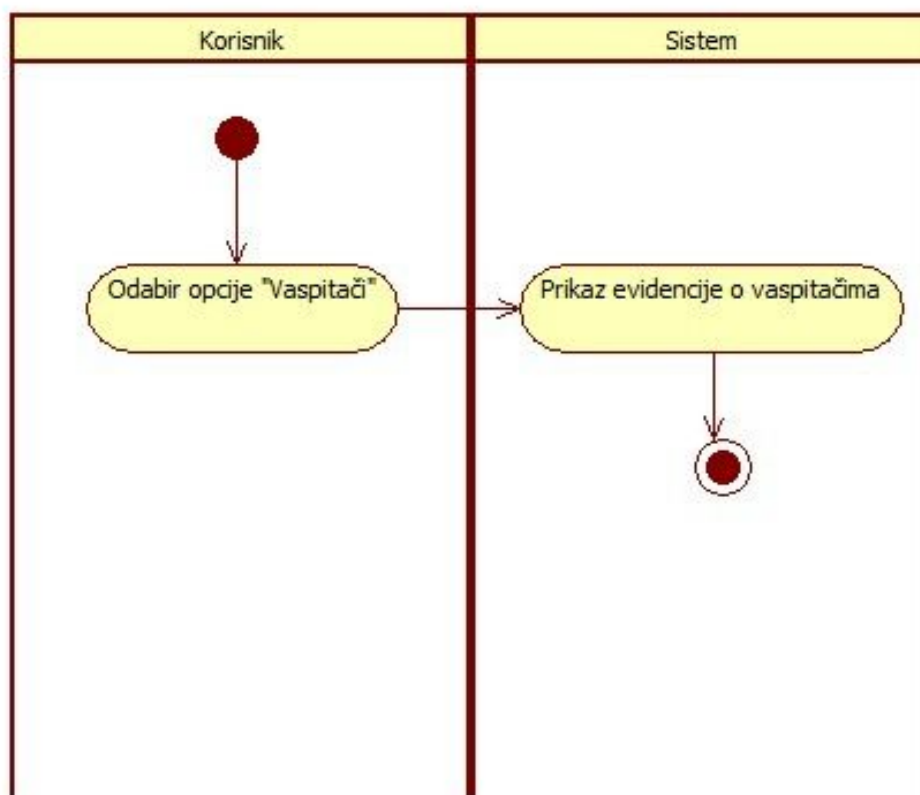 Korisnik
Sistem
Odabir opcije "Vaspitači"
Prikaz evidencije o vaspitačima